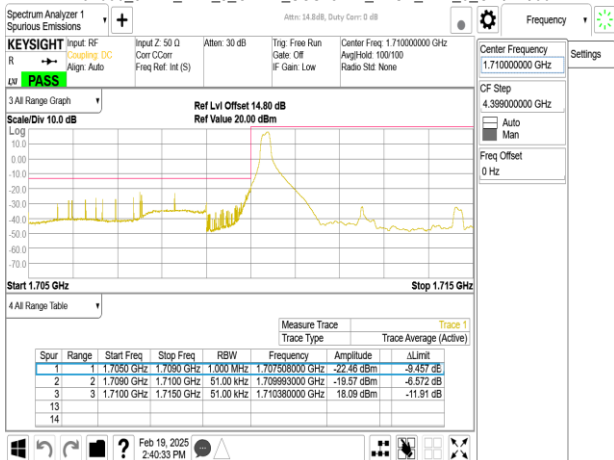 Spectrum Analyzer 1
Spurious Emissions
Attn: 14.8dB, Duty Corr: 0 dB
Frequency
KEYSIGHT
R
LXI
PASS
Input: RF
Coupling: DC
Align: Auto
Input Z: 50 Ω
Corr CCorr
Freq Ref: Int (S)
Atten: 30 dB
Trig: Free Run
Gate: Off
IF Gain: Low
Center Freq: 1.710000000 GHz
Avg|Hold: 100/100
Radio Std: None
Center Frequency
1.710000000 GHz
Settings
CF Step
4.399000000 GHz
Auto
Man
Freq Offset
0 Hz
3 All Range Graph
Scale/Div 10.0 dB
Ref Lvl Offset 14.80 dB
Ref Value 20.00 dBm
Log
10.0
0.00
-10.0
-20.0
-30.0
-40.0
-50.0
-60.0
-70.0
Start 1.705 GHz
Stop 1.715 GHz
4 All Range Table
Measure Trace Trace 1
Trace Type Trace Average (Active)
Spur Range Start Freq Stop Freq RBW Frequency Amplitude ΔLimit
1 1 1.7050 GHz 1.7090 GHz 1.000 MHz 1.707508000 GHz -22.46 dBm -9.457 dB
2 2 1.7090 GHz 1.7100 GHz 51.00 kHz 1.709993000 GHz -19.57 dBm -6.572 dB
3 3 1.7100 GHz 1.7150 GHz 51.00 kHz 1.710380000 GHz 18.09 dBm -11.91 dB
13
14
?
Feb 19, 2025
2:40:33 PM